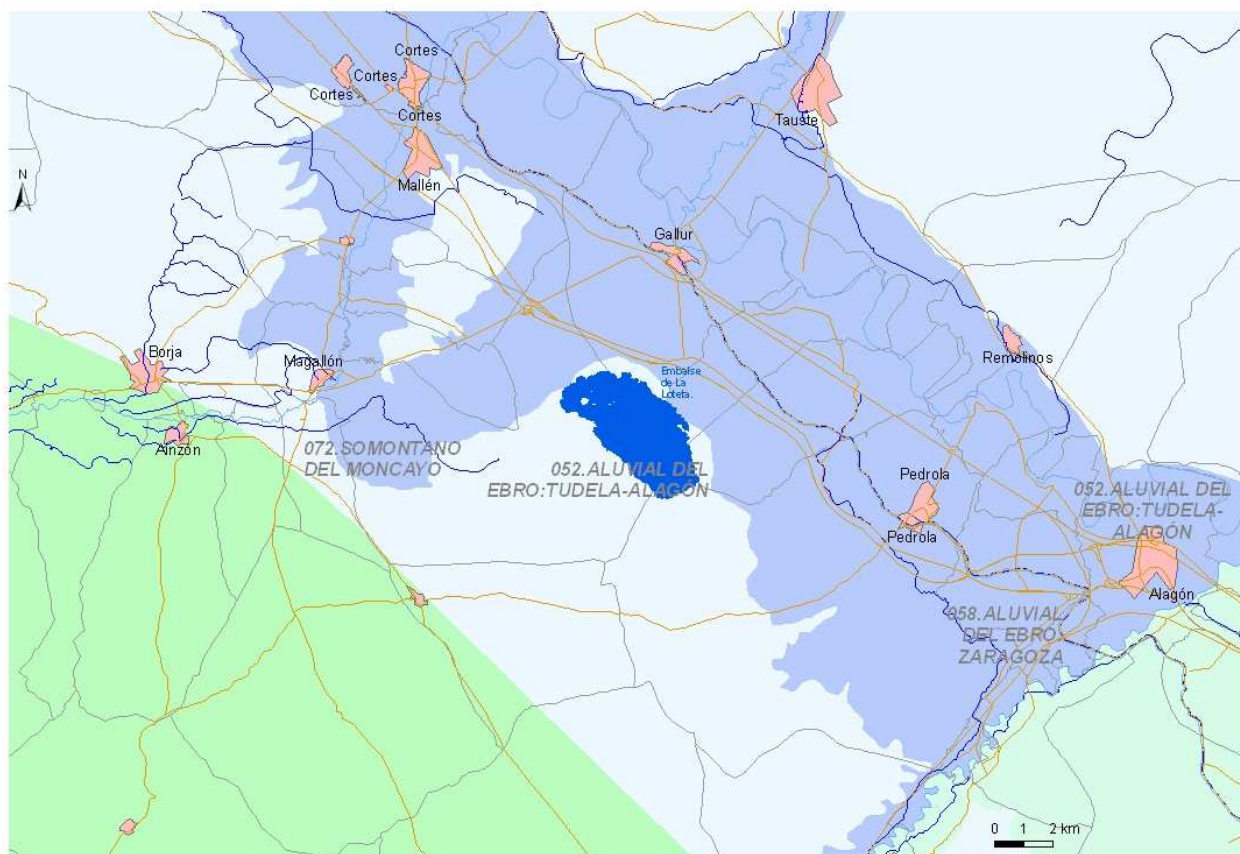 Cortes
Cortes
Cortes
Cortes
Mallén
Tauste
N
Gallur
Remolinos
Borja
Magallón
Embalse
de La
Loteta.
Ainzón
072.SOMONTANO
DEL MONCAYO
052.ALUVIAL DEL
EBRO:TUDELA-ALAGÓN
Pedrola
Pedrola
052.ALUVIAL DEL
EBRO:TUDELA-
ALAGÓN
Alagón
058.ALUVIAL
DEL EBRO:
ZARAGOZA
0 1 2 km